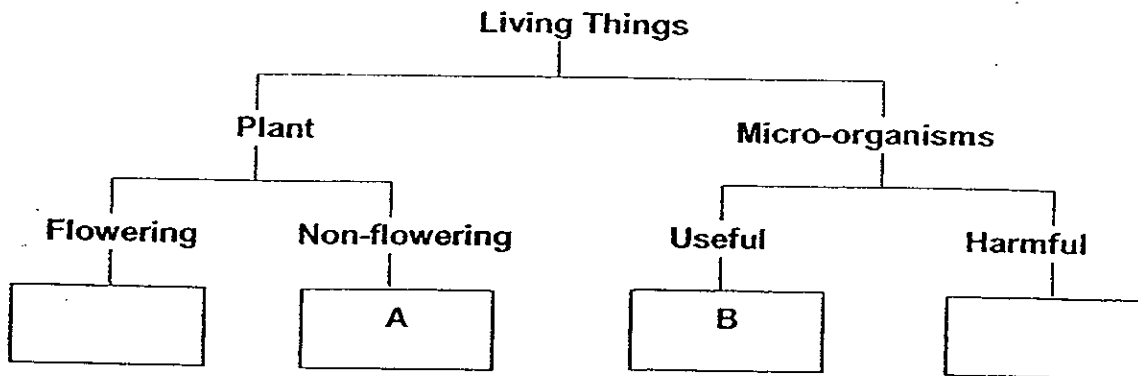 Living Things
Plant
Micro-organisms
Flowering
Non-flowering
Useful
Harmful
A
B